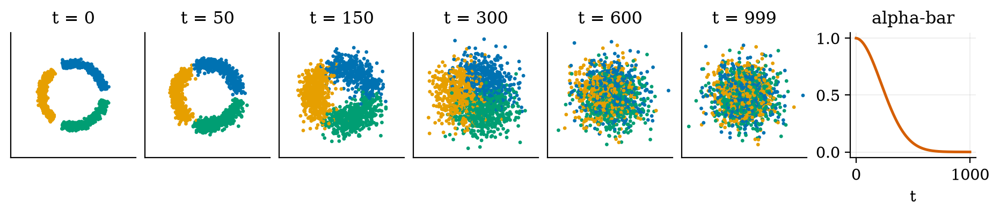 t = 0
t = 50
t = 150
t = 300
t = 600
t = 999
alpha-bar
1.0
0.5
0.0
0
1000
t